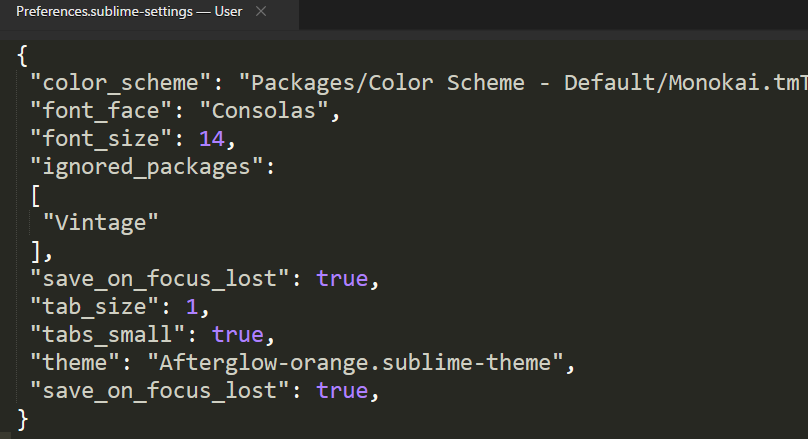 Preferences.sublime-settings — User ×
{
"color_scheme": "Packages/Color Scheme - Default/Monokai.tmT
"font_face": "Consolas",
"font_size": 14,
"ignored_packages":
[
"Vintage"
],
"save_on_focus_lost": true,
"tab_size": 1,
"tabs_small": true,
"theme": "Afterglow-orange.sublime-theme",
"save_on_focus_lost": true,
}